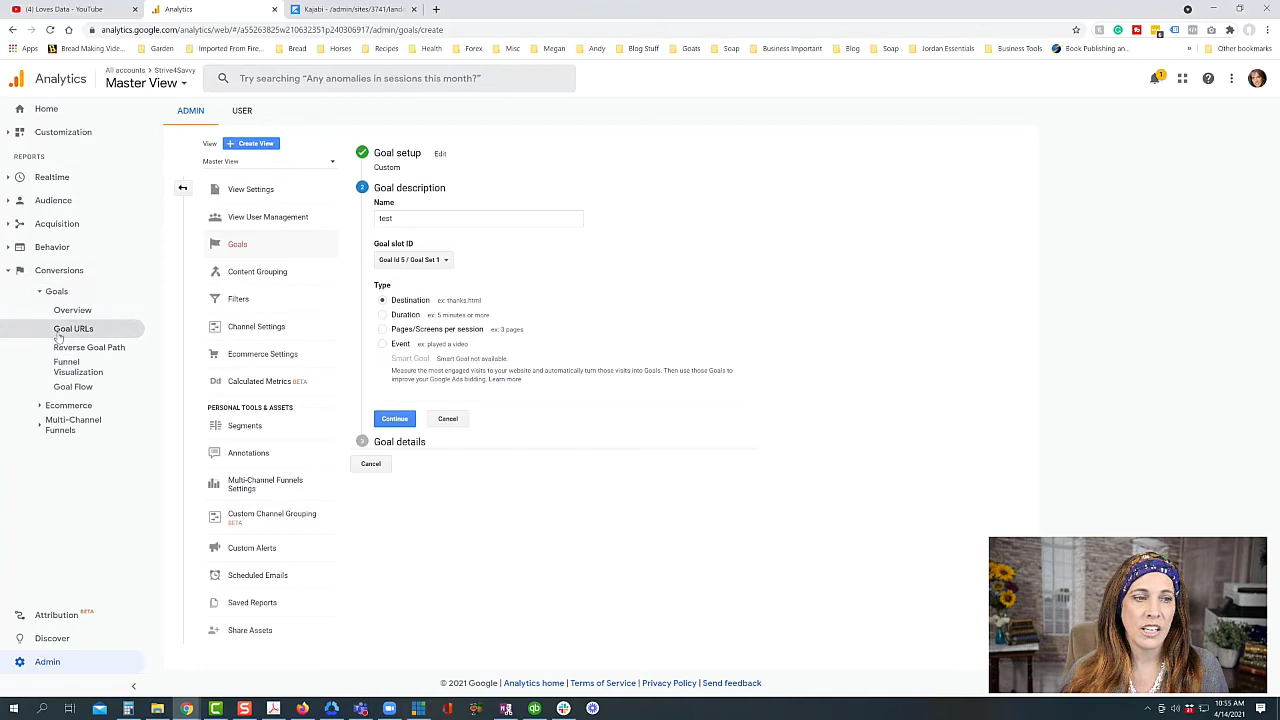 (4) Loves Data - YouTube
Analytics
Kajabi - /admin/sites/3741/land
analytics.google.com/analytics/web/#/a55263825w210632351p240306917/admin/goals/create
Apps
Bread Making Vide...
Garden
Imported From Fire...
Bread
Horses
Recipes
Health
Forex
Misc
Megan
Andy
Blog Stuff
Goats
Soap
Business Important
Blog
Soap
Jordan Essentials
Business Tools
Book Publishing an...
»
Other bookmarks
Analytics
All accounts > Strive4Savvy
Master View
Try searching “Any anomalies in sessions this month?”
1
Home
Customization
REPORTS
Realtime
Audience
Acquisition
Behavior
Conversions
Goals
Overview
Goal URLs
Reverse Goal Path
Funnel
Visualization
Goal Flow
Ecommerce
Multi-Channel
Funnels
Attribution BETA
Discover
Admin
ADMIN
USER
View
+ Create View
Master View
View Settings
View User Management
Goals
Content Grouping
Filters
Channel Settings
Ecommerce Settings
Dd Calculated Metrics BETA
PERSONAL TOOLS & ASSETS
Segments
Annotations
Multi-Channel Funnels
Settings
Custom Channel Grouping
BETA
Custom Alerts
Scheduled Emails
Saved Reports
Share Assets
Goal setup Edit
Custom
2 Goal description
Name
test
Goal slot ID
Goal Id 5 / Goal Set 1
Type
Destination ex: thanks.html
Duration ex: 5 minutes or more
Pages/Screens per session ex: 3 pages
Event ex: played a video
Smart Goal Smart Goal not available.
Measure the most engaged visits to your website and automatically turn those visits into Goals. Then use those Goals to
improve your Google Ads bidding. Learn more
Continue
Cancel
3 Goal details
Cancel
© 2021 Google | Analytics home | Terms of Service | Privacy Policy | Send feedback
10:55 AM
4/14/2021